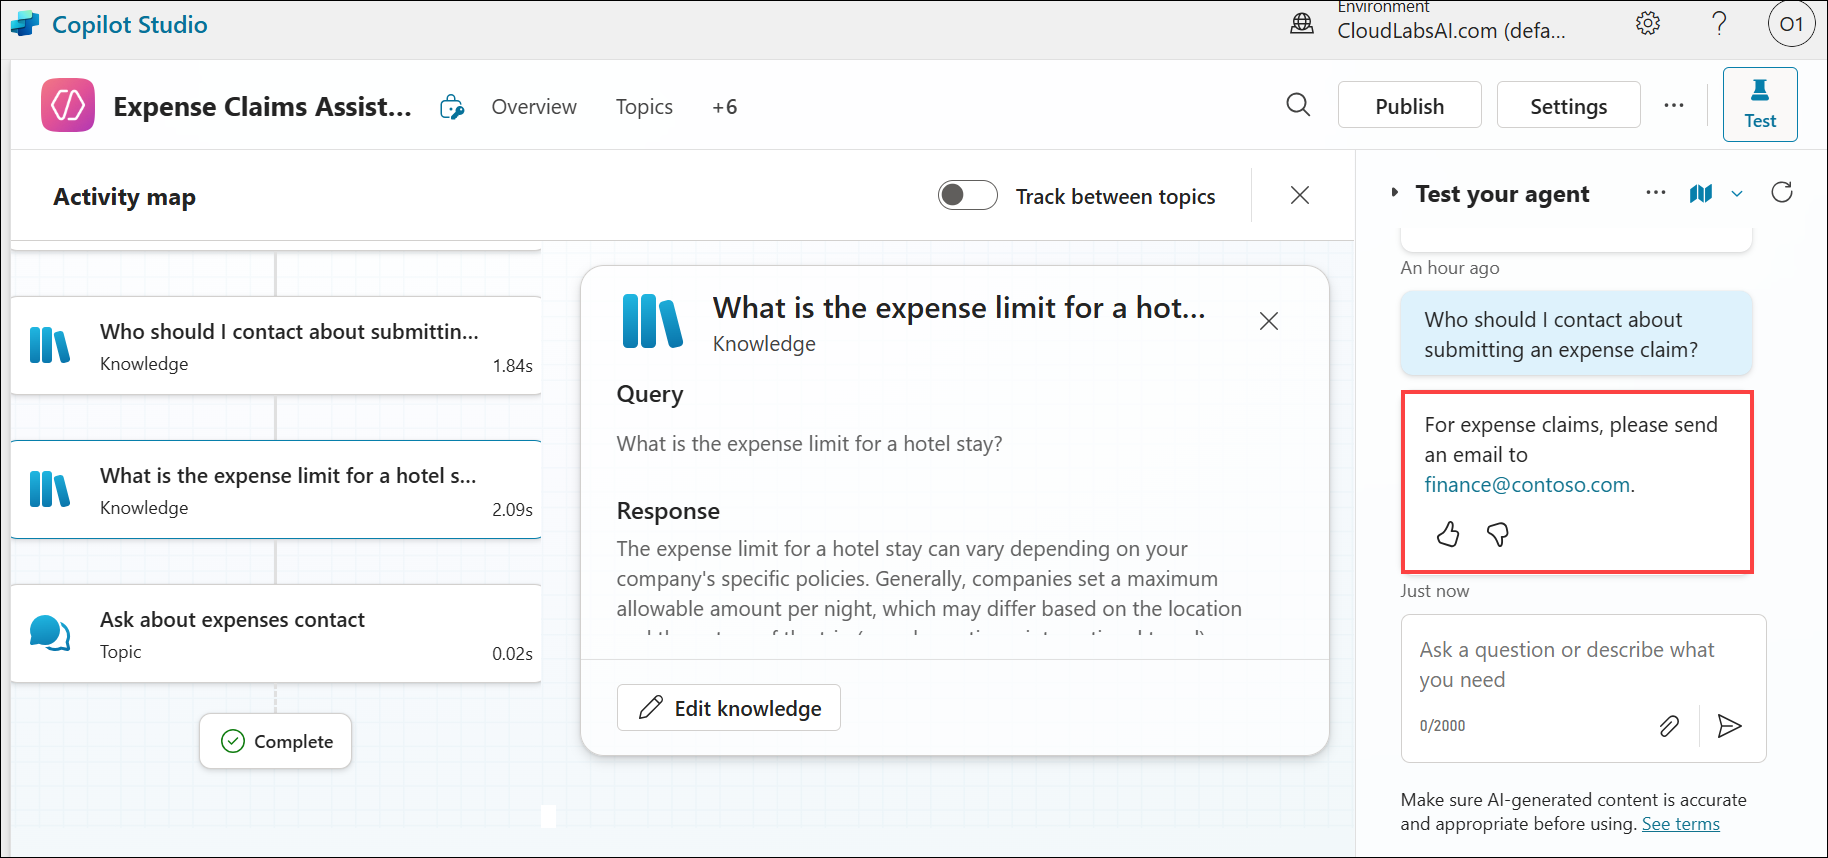 Copilot Studio
Environment
CloudLabsAI.com (defa...
O1
Expense Claims Assist...
Overview
Topics
+6
Publish
Settings
Test
Activity map
Track between topics
Who should I contact about submittin...
Knowledge
1.84s
What is the expense limit for a hotel s...
Knowledge
2.09s
Ask about expenses contact
Topic
0.02s
Complete
What is the expense limit for a hot...
Knowledge
Query
What is the expense limit for a hotel stay?
Response
The expense limit for a hotel stay can vary depending on your
company's specific policies. Generally, companies set a maximum
allowable amount per night, which may differ based on the location
Edit knowledge
Test your agent
An hour ago
Who should I contact about
submitting an expense claim?
For expense claims, please send
an email to
finance@contoso.com.
Just now
Ask a question or describe what
you need
0/2000
Make sure AI-generated content is accurate
and appropriate before using. See terms